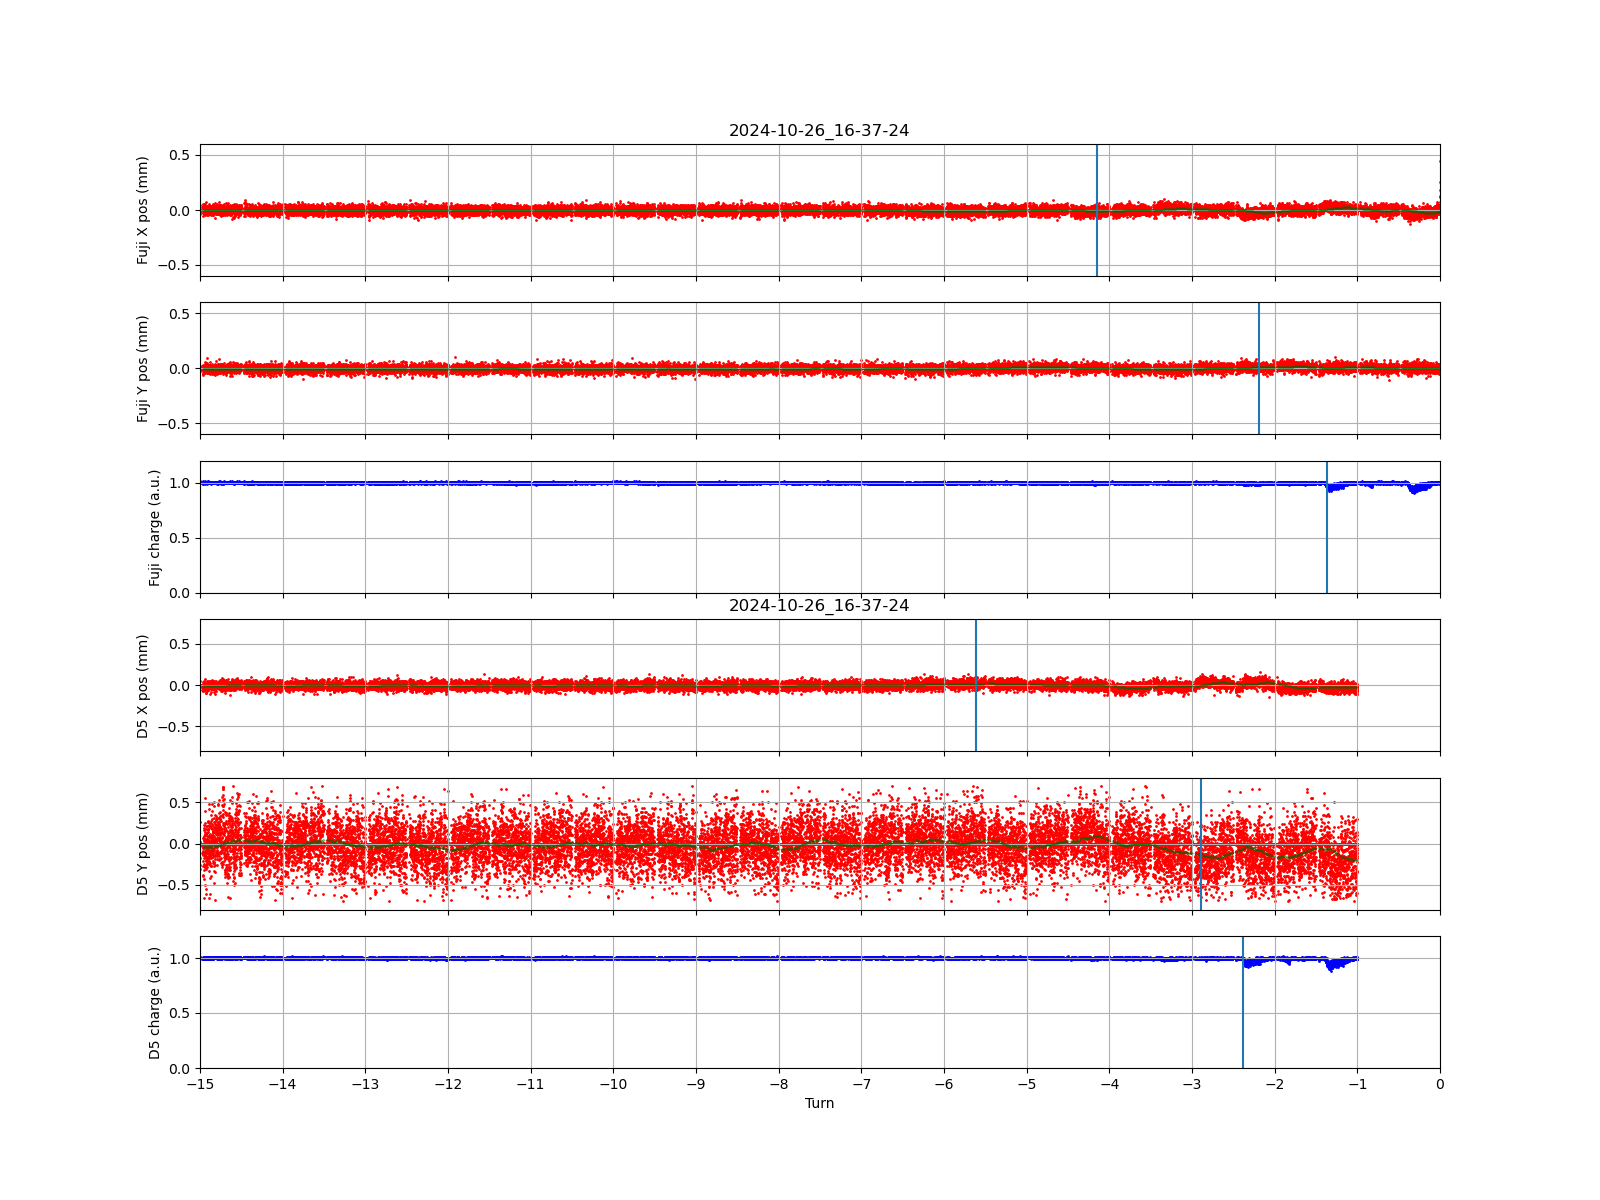 2024-10-26_16-37-24
Fuji X pos (mm)
0.5
0.0
−0.5
Fuji Y pos (mm)
0.5
0.0
−0.5
Fuji charge (a.u.)
1.0
0.5
0.0
2024-10-26_16-37-24
D5 X pos (mm)
0.5
0.0
−0.5
D5 Y pos (mm)
0.5
0.0
−0.5
D5 charge (a.u.)
1.0
0.5
0.0
−15 −14 −13 −12 −11 −10 −9 −8 −7 −6 −5 −4 −3 −2 −1 0
Turn